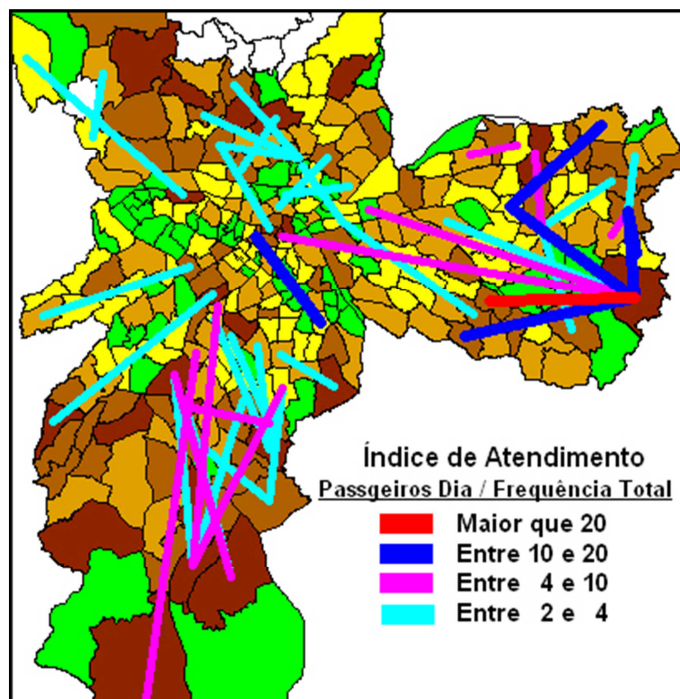 Índice de Atendimento
Passgeiros Dia / Frequência Total
Maior que 20
Entre 10 e 20
Entre 4 e 10
Entre 2 e 4